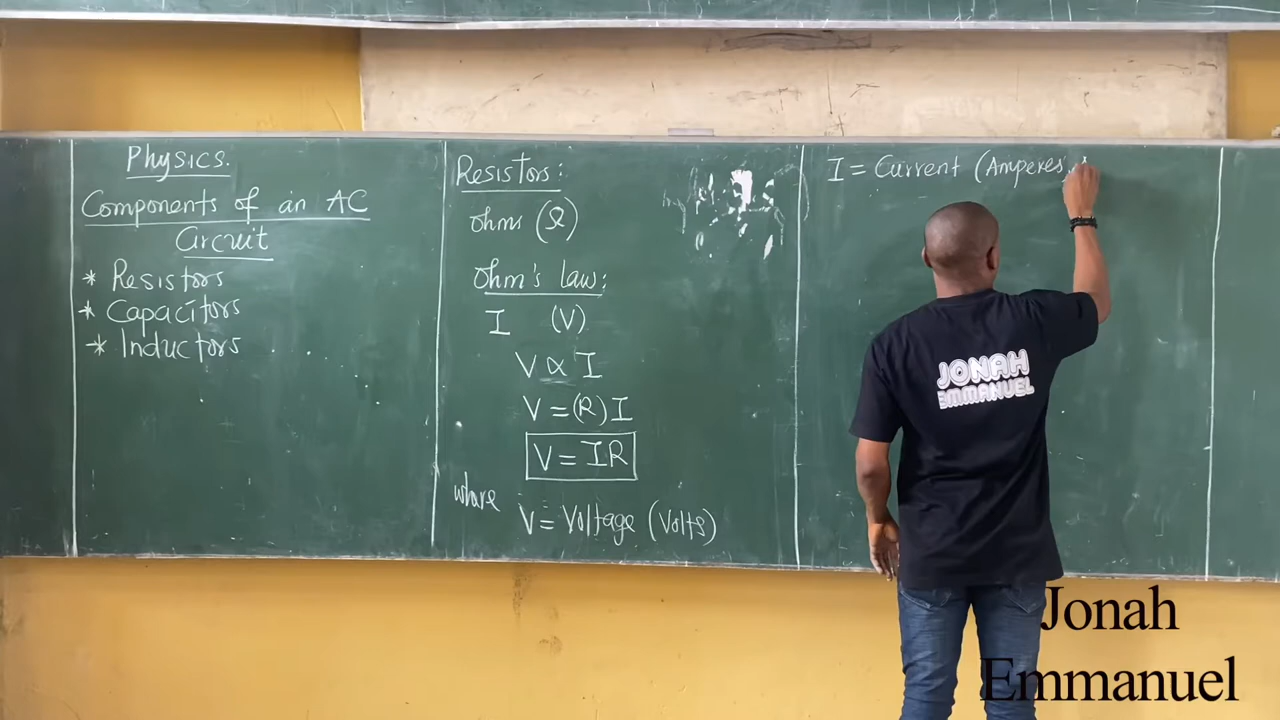 Physics.
Components of an AC
Circuit
* Resistors
* Capacitors
* Inductors
Resistors:
ohms (Ω)
ohm's law:
I (V)
V ∝ I
V = (R) I
V = IR
where
V = Voltage (Volts)
I = Current (Amperes, A
JONAH
EMMANUEL
Jonah
Emmanuel